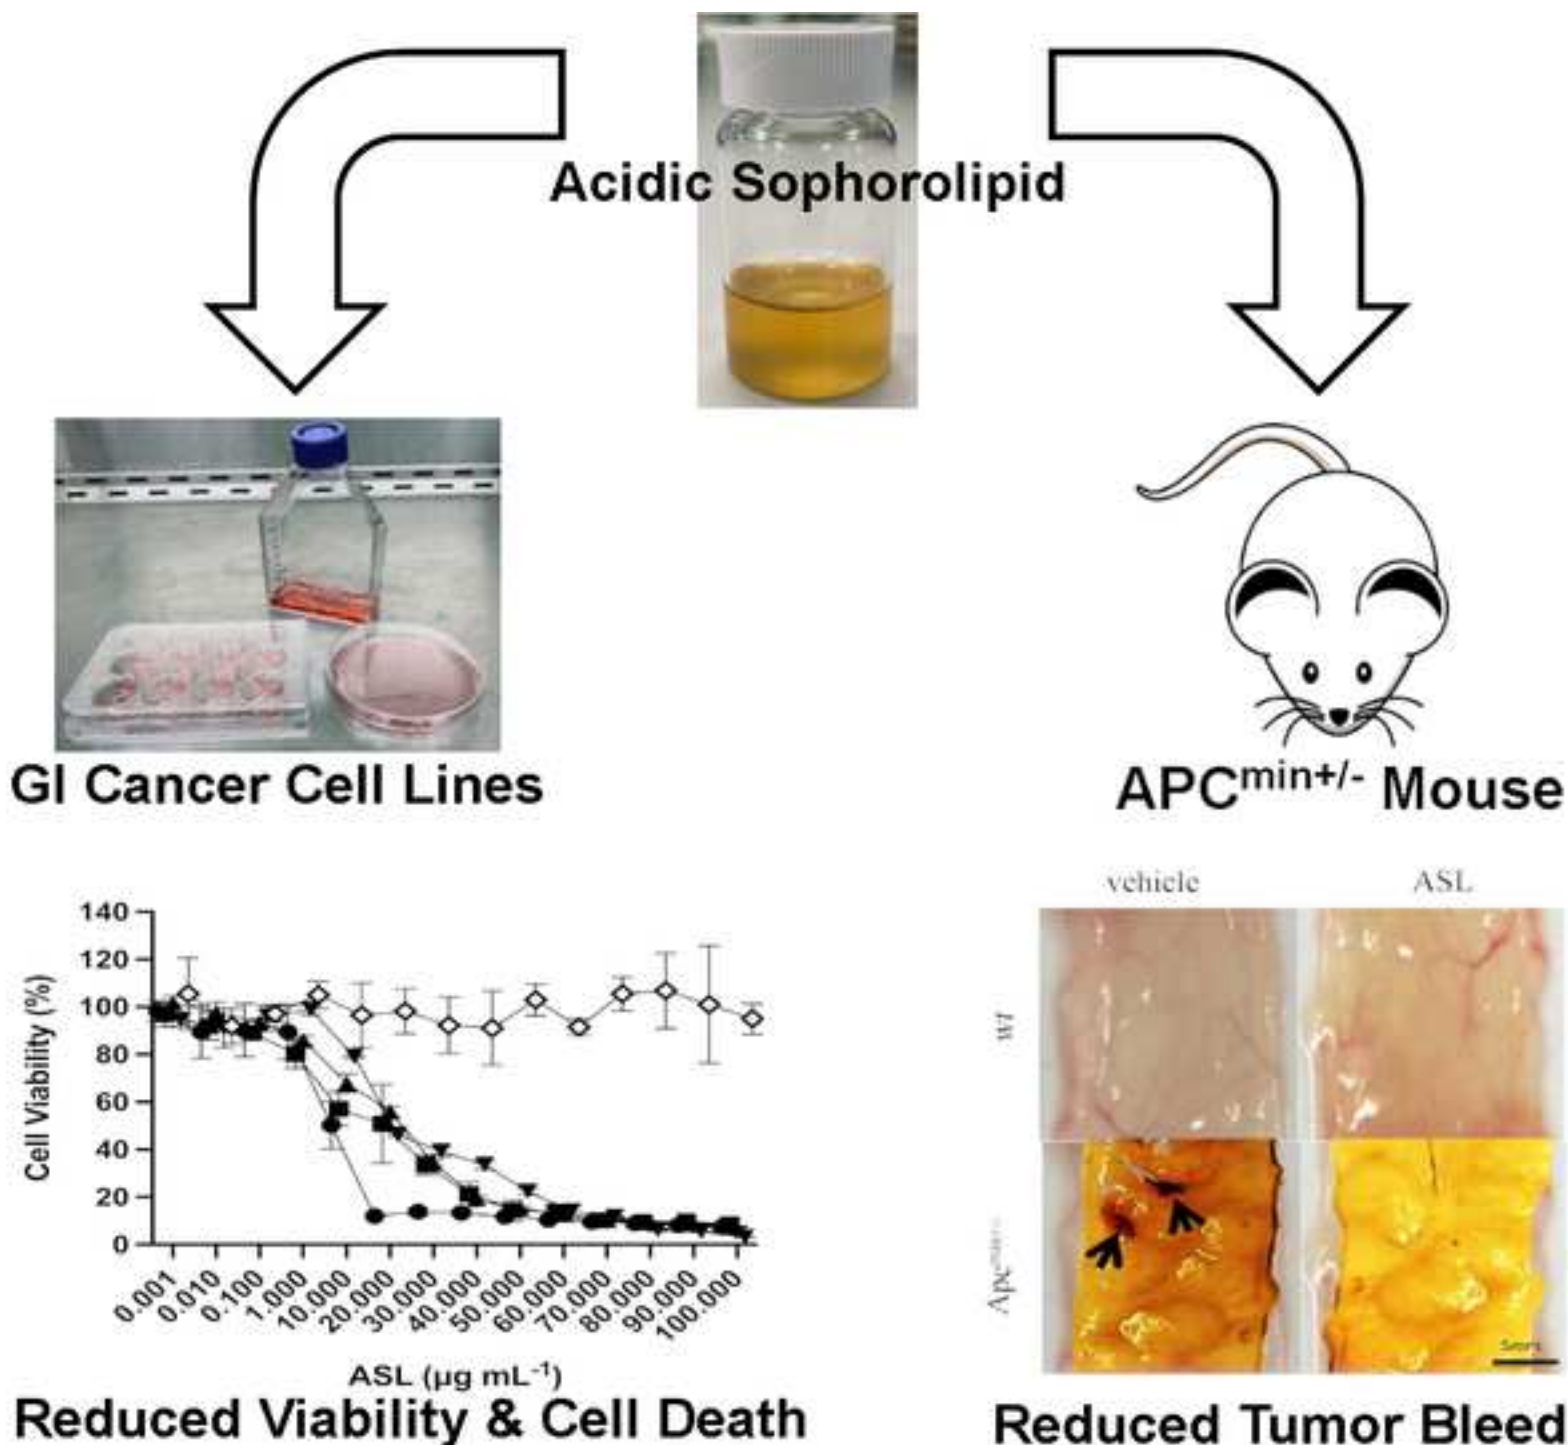 Acidic Sophorolipid
GI Cancer Cell Lines
APCmin+/- Mouse
140
120
100
80
60
40
20
0
Cell Viability (%)
0.001
0.010
0.100
1.000
10.000
20.000
30.000
40.000
50.000
60.000
70.000
80.000
90.000
100.000
ASL (µg mL-1)
Reduced Viability & Cell Death
vehicle
ASL
wt
5mm
Reduced Tumor Bleed